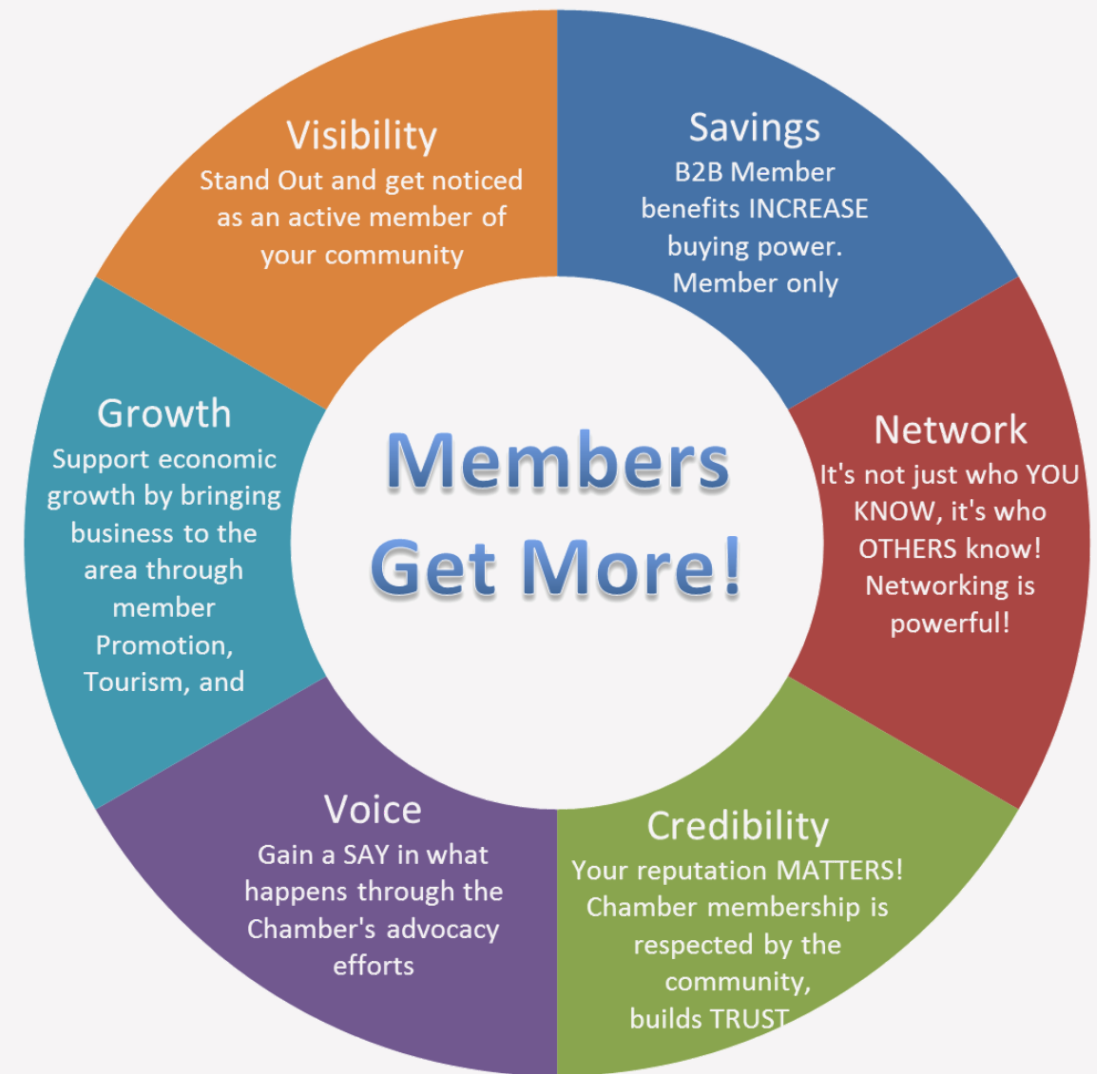 Visibility
Stand Out and get noticed
as an active member of
your community
Savings
B2B Member
benefits INCREASE
buying power.
Member only
Network
It's not just who YOU
KNOW, it's who
OTHERS know!
Networking is
powerful!
Credibility
Your reputation MATTERS!
Chamber membership is
respected by the
community,
builds TRUST
Voice
Gain a SAY in what
happens through the
Chamber's advocacy
efforts
Growth
Support economic
growth by bringing
business to the
area through
member
Promotion,
Tourism, and
Members
Get More!